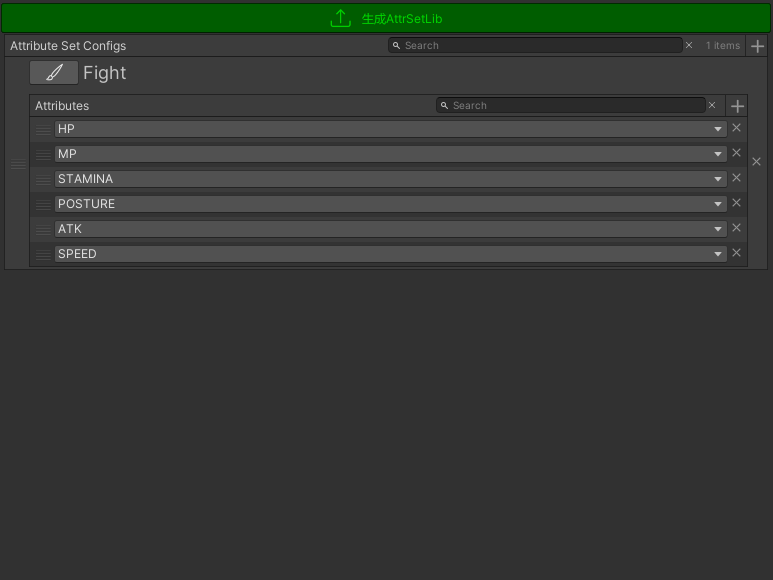 生成AttrSetLib
Attribute Set Configs
Search
1 items
Fight
Attributes
Search
HP
MP
STAMINA
POSTURE
ATK
SPEED